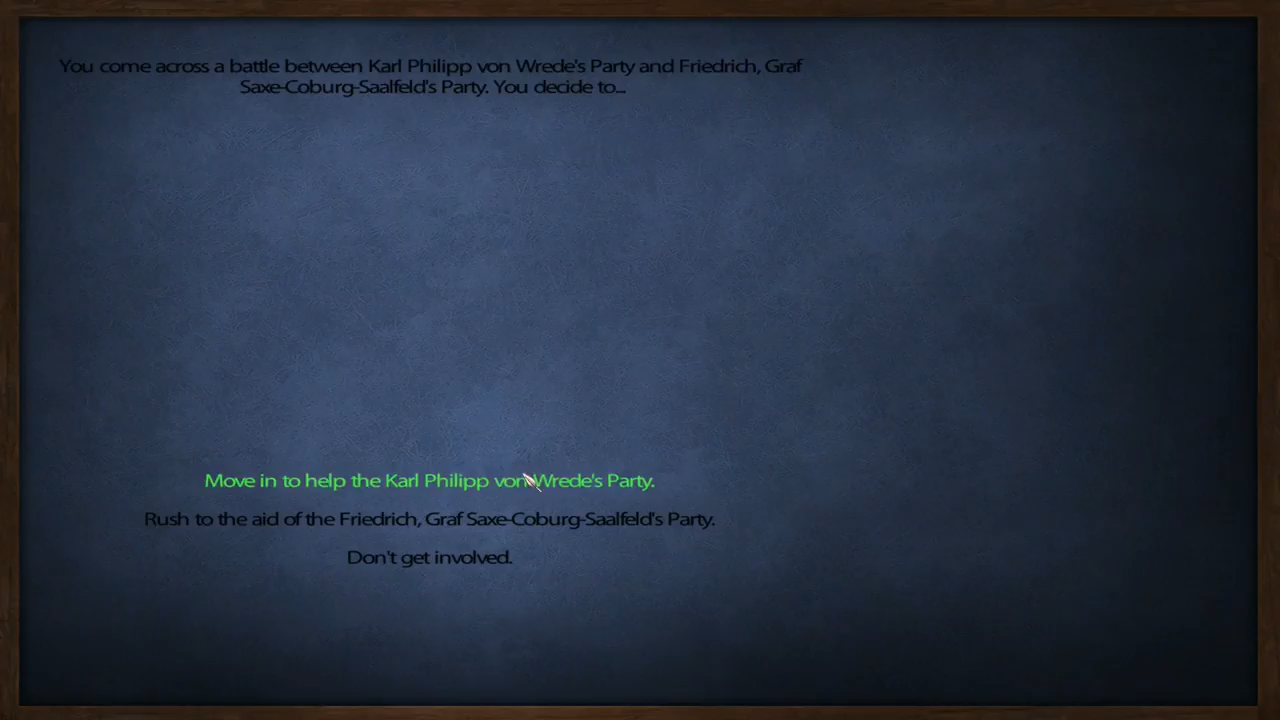 You come across a battle between Karl Philipp von Wrede's Party and Friedrich, Graf
Saxe-Coburg-Saalfeld's Party. You decide to...
Move in to help the Karl Philipp von Wrede's Party.
Rush to the aid of the Friedrich, Graf Saxe-Coburg-Saalfeld's Party.
Don't get involved.